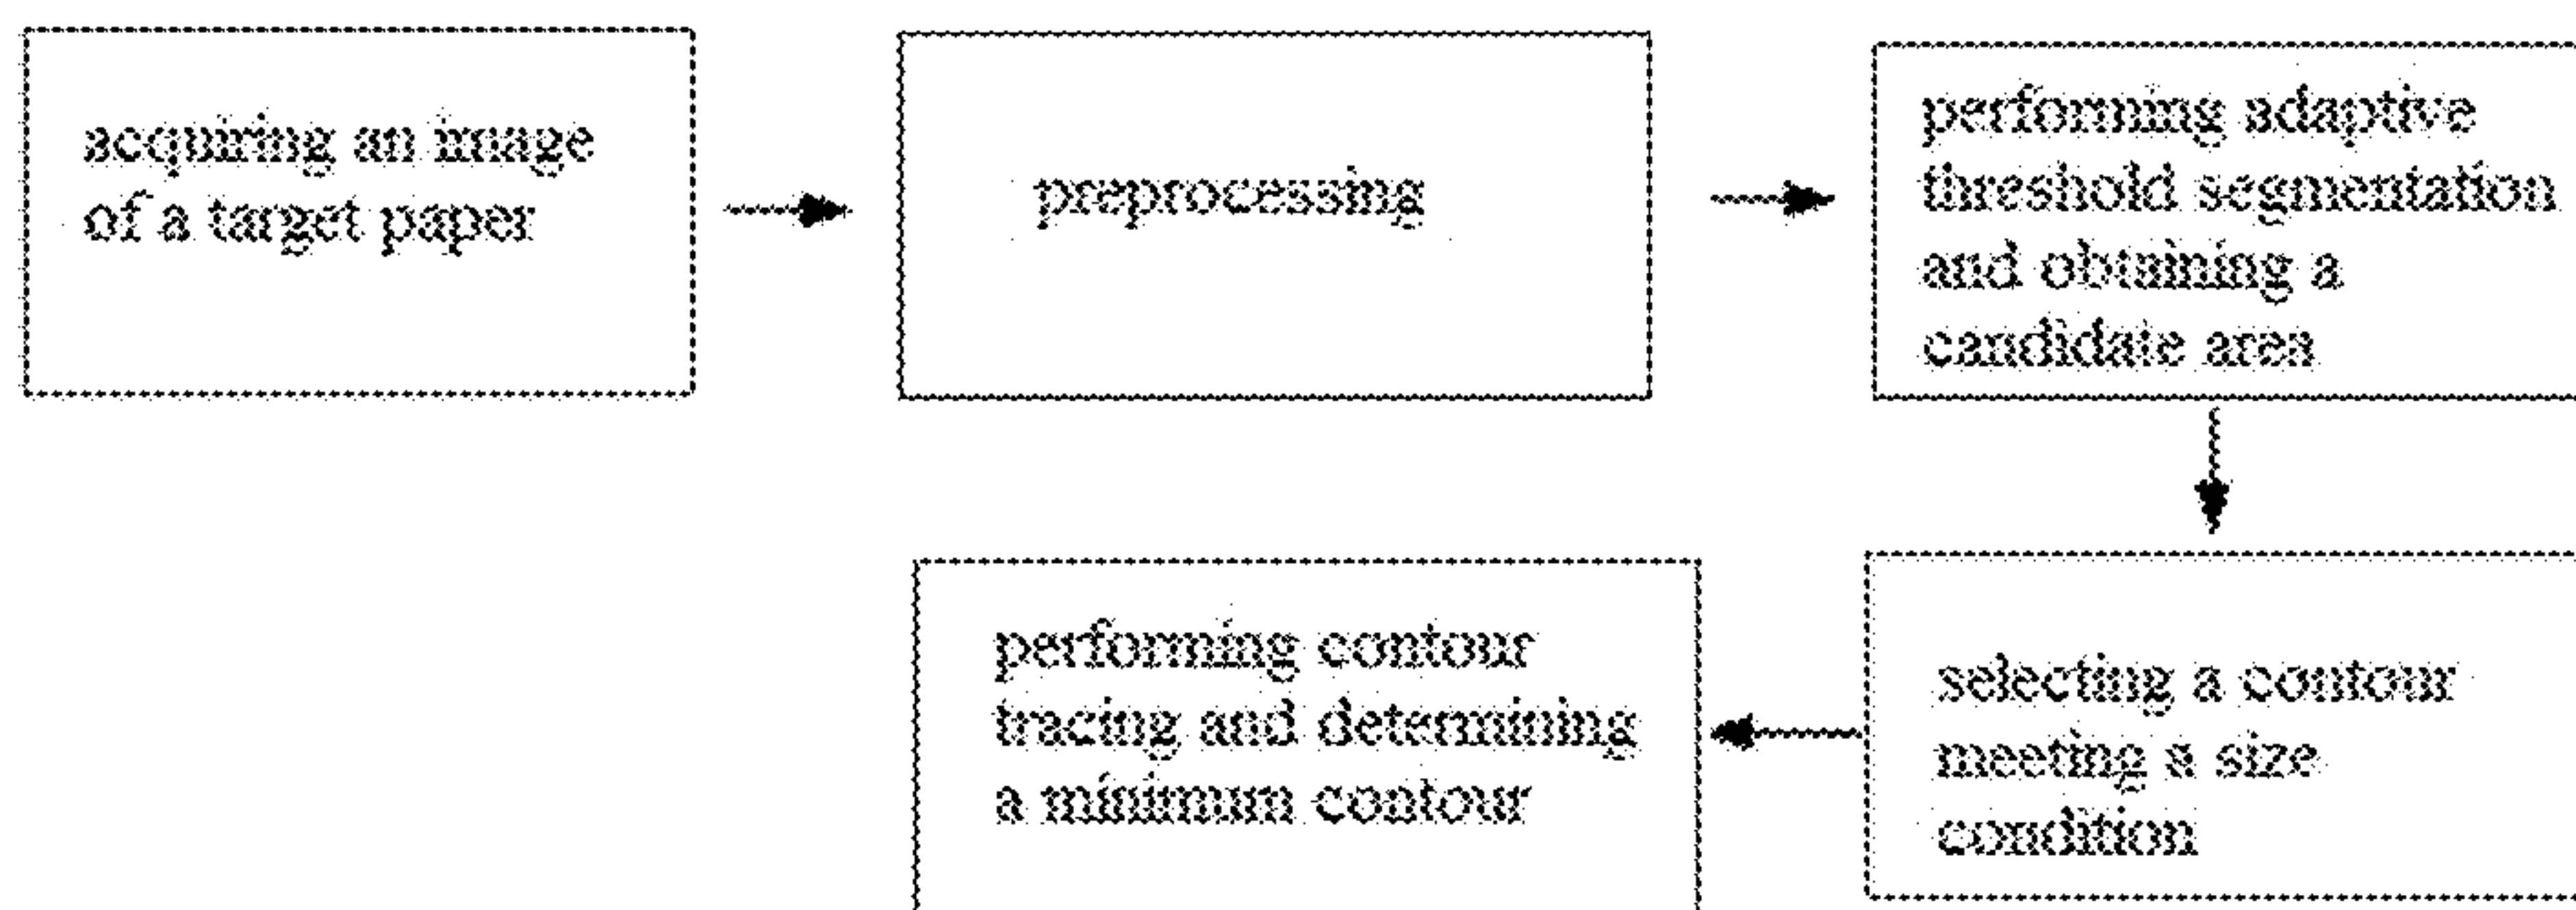 acquiring an image
of a target paper
preprocessing
performing adaptive
threshold segmentation
and obtaining a
candidate area
selecting a contour
meeting a size
condition
performing contour
tracing and determining
a minimum contour